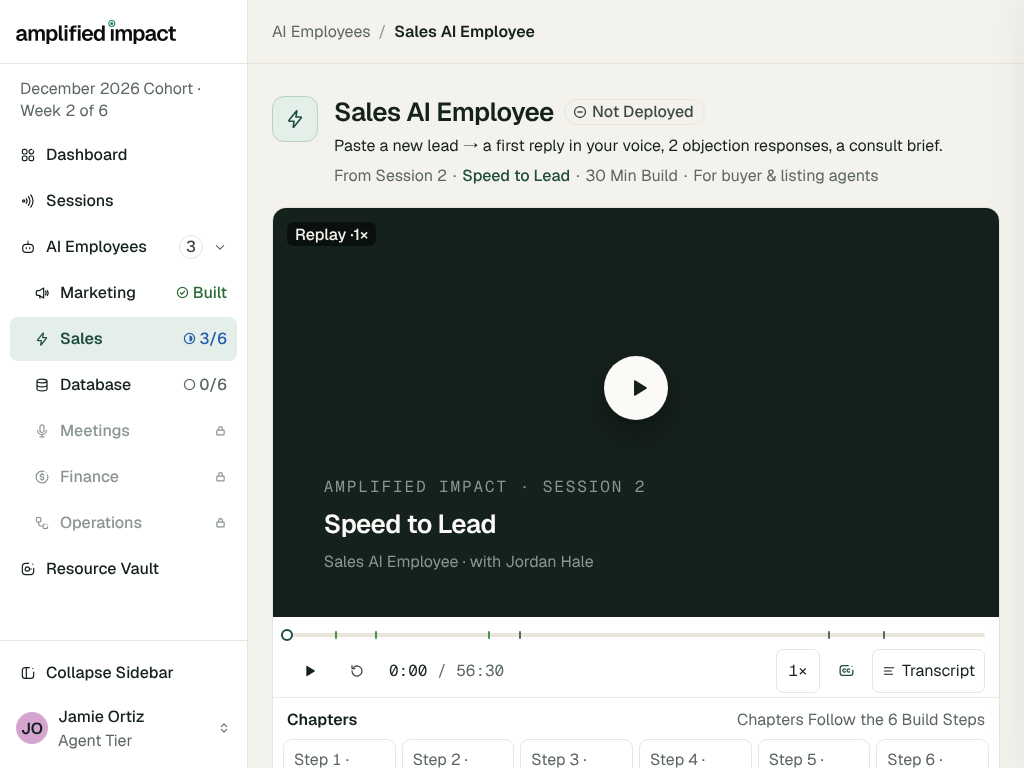 amplified impact
December 2026 Cohort ·
Week 2 of 6
Dashboard
Sessions
AI Employees 3
Marketing Built
Sales 3/6
Database 0/6
Meetings
Finance
Operations
Resource Vault
Collapse Sidebar
JO
Jamie Ortiz
Agent Tier
AI Employees / Sales AI Employee
Sales AI Employee Not Deployed
Paste a new lead → a first reply in your voice, 2 objection responses, a consult brief.
From Session 2 · Speed to Lead · 30 Min Build · For buyer & listing agents
Replay ·1×
AMPLIFIED IMPACT · SESSION 2
Speed to Lead
Sales AI Employee · with Jordan Hale
0:00 / 56:30 1× CC Transcript
Chapters Chapters Follow the 6 Build Steps
Step 1 · Step 2 · Step 3 · Step 4 · Step 5 · Step 6 ·